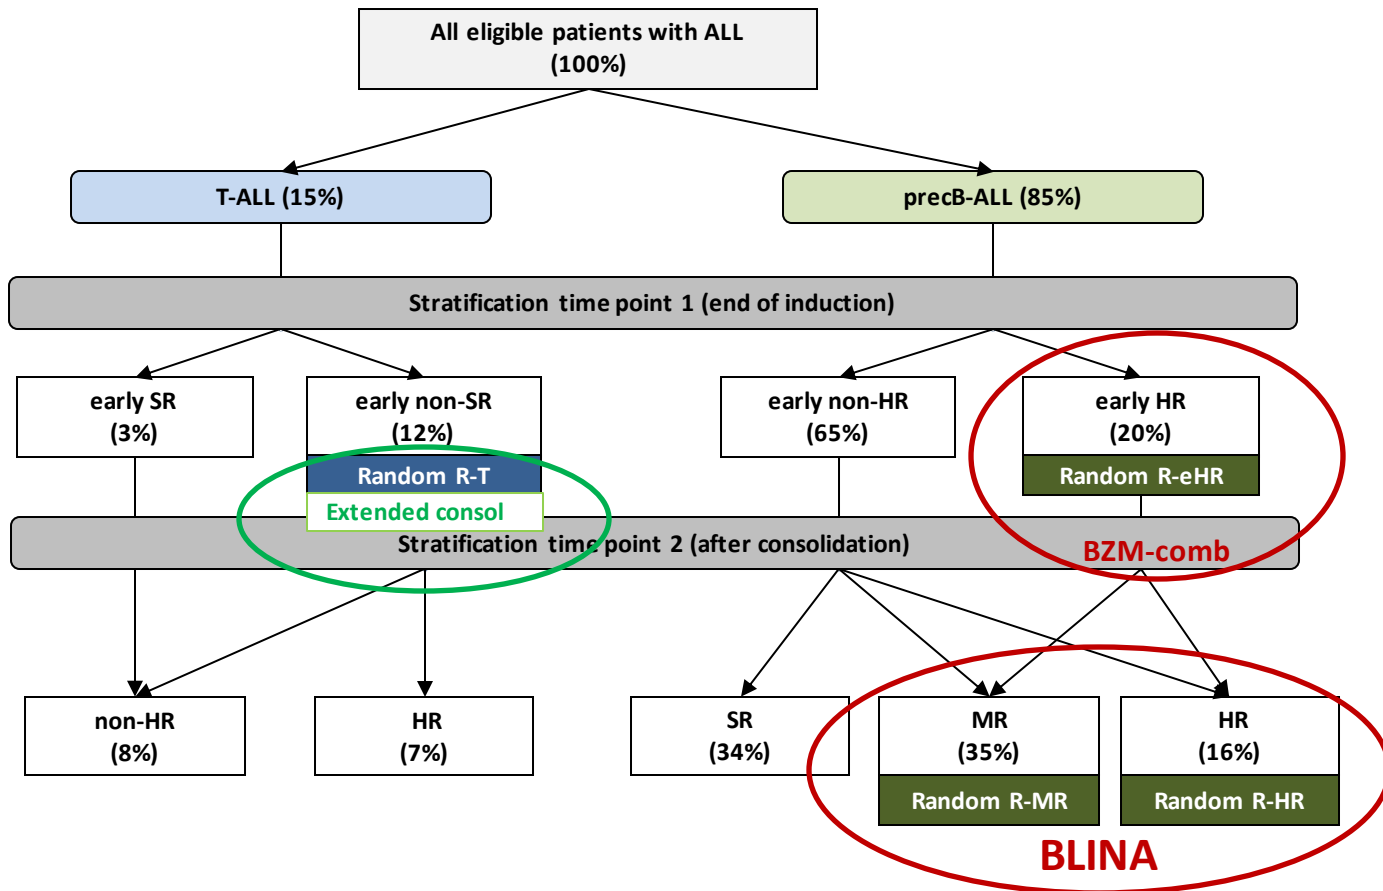 All eligible patients with ALL
(100%)
T-ALL (15%)
precB-ALL (85%)
Stratification time point 1 (end of induction)
early SR
(3%)
early non-SR
(12%)
Random R-T
Extended consol
early non-HR
(65%)
early HR
(20%)
Random R-eHR
Stratification time point 2 (after consolidation)
BZM-comb
non-HR
(8%)
HR
(7%)
SR
(34%)
MR
(35%)
Random R-MR
HR
(16%)
Random R-HR
BLINA